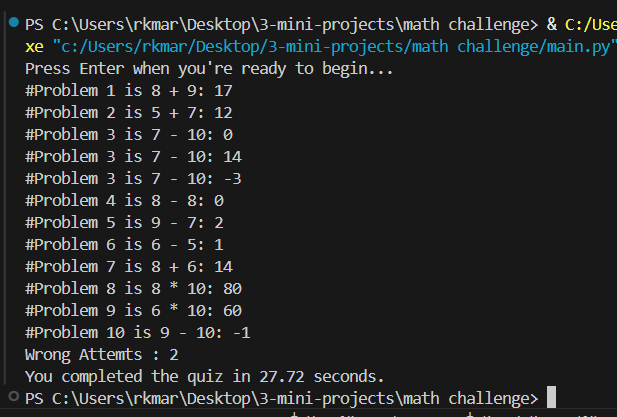 PS C:\Users\rkmar\Desktop\3-mini-projects\math challenge> & C:/Use
xe "c:/Users/rkmar/Desktop/3-mini-projects/math challenge/main.py"
Press Enter when you're ready to begin...
#Problem 1 is 8 + 9: 17
#Problem 2 is 5 + 7: 12
#Problem 3 is 7 - 10: 0
#Problem 3 is 7 - 10: 14
#Problem 3 is 7 - 10: -3
#Problem 4 is 8 - 8: 0
#Problem 5 is 9 - 7: 2
#Problem 6 is 6 - 5: 1
#Problem 7 is 8 + 6: 14
#Problem 8 is 8 * 10: 80
#Problem 9 is 6 * 10: 60
#Problem 10 is 9 - 10: -1
Wrong Attemts : 2
You completed the quiz in 27.72 seconds.
PS C:\Users\rkmar\Desktop\3-mini-projects\math challenge>